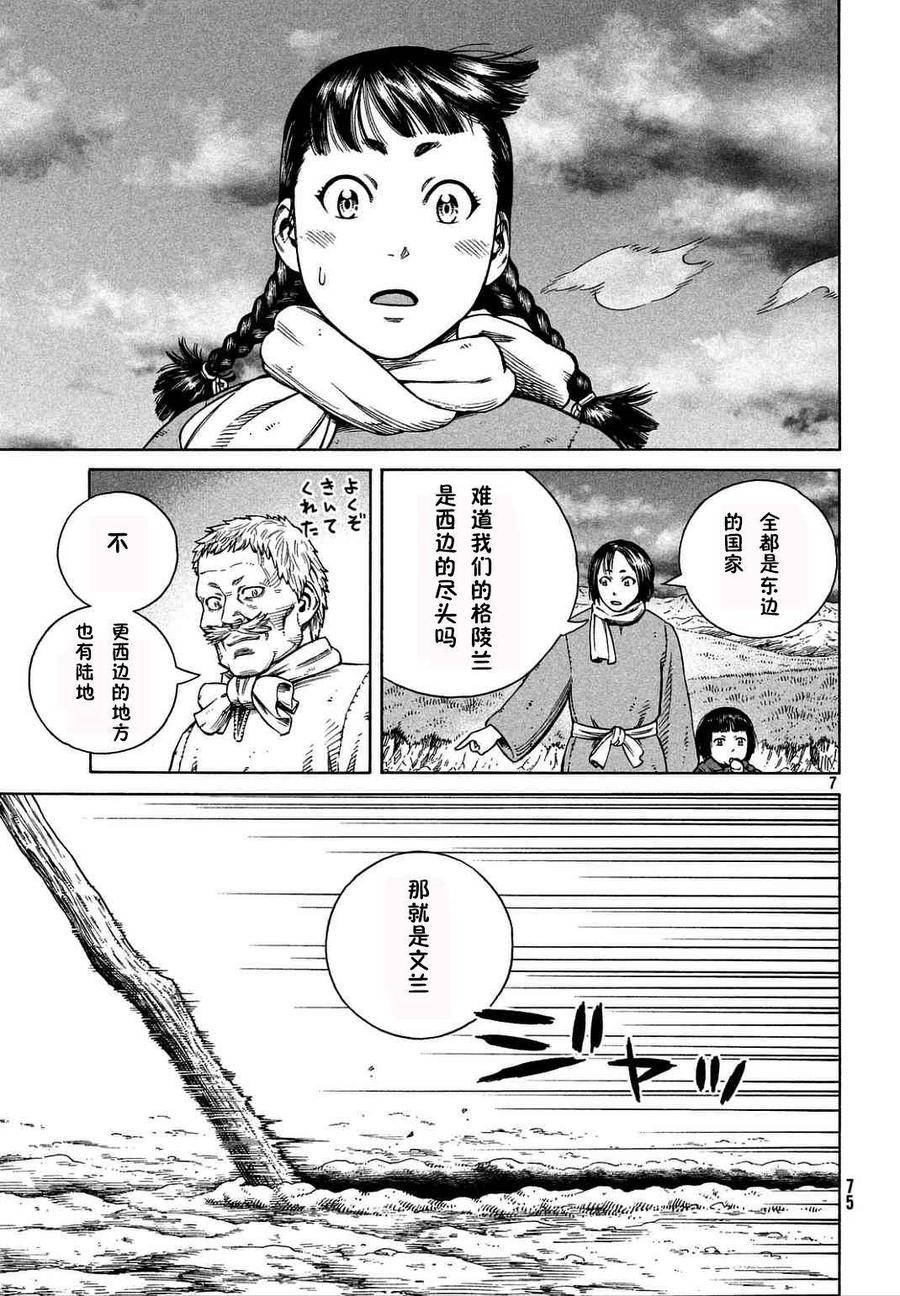 全都是东边
的国家
难道我们的格陵兰
是西边的尽头吗
よくぞ
きいて
くれた
不
更西边的地方
也有陆地
7
那就是文兰
ジャッ
75